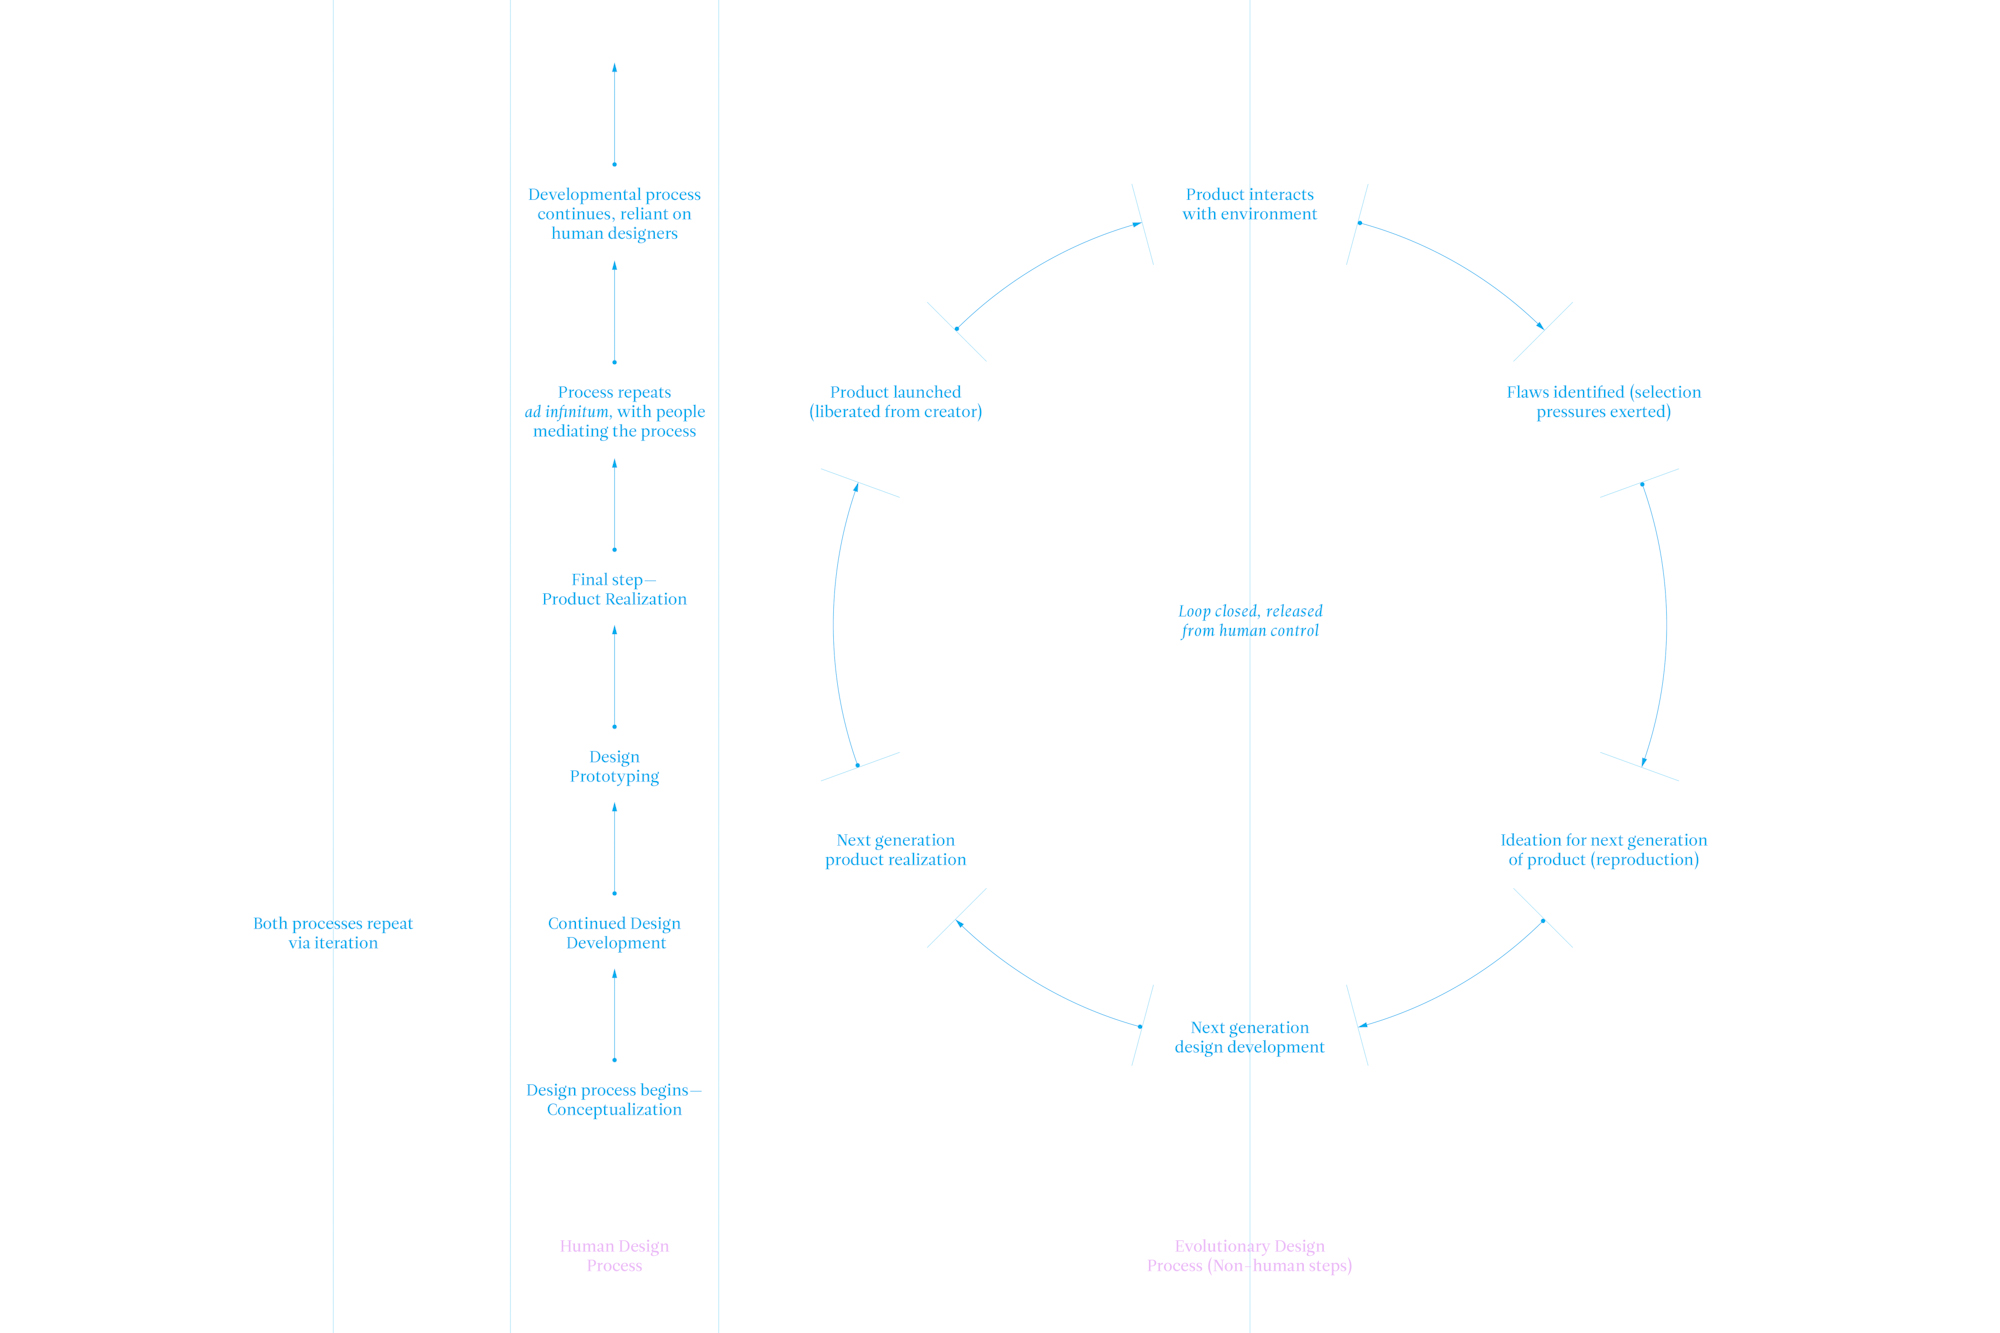 Both processes repeat
via iteration
Developmental process
continues, reliant on
human designers
Process repeats
ad infinitum, with people
mediating the process
Final step—
Product Realization
Design
Prototyping
Continued Design
Development
Design process begins—
Conceptualization
Human Design
Process
Product interacts
with environment
Flaws identified (selection
pressures exerted)
Ideation for next generation
of product (reproduction)
Next generation
design development
Next generation
product realization
Product launched
(liberated from creator)
Loop closed, released
from human control
Evolutionary Design
Process (Non-human steps)